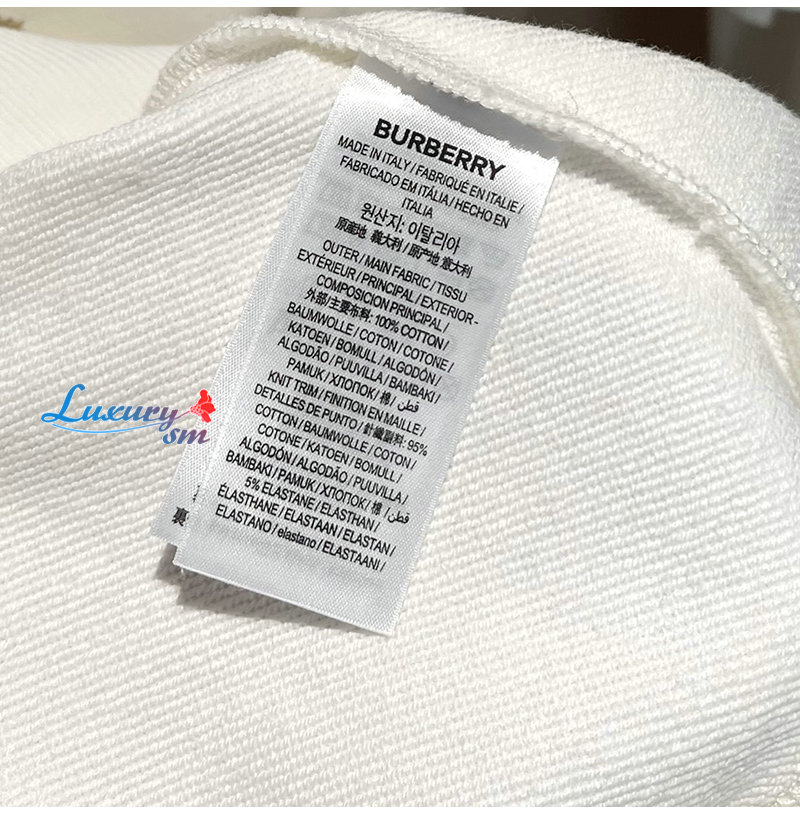 BURBERRY
MADE IN ITALY / FABRIQUÉ EN ITALIE /
FABRICADO EM ITÁLIA / HECHO EN
ITALIA
원산지: 이탈리아
原産地 義大利 / 原产地 意大利
OUTER / MAIN FABRIC / TISSU
EXTÉRIEUR / PRINCIPAL / EXTERIOR -
COMPOSICION PRINCIPAL /
外部/主要布料: 100% COTTON /
BAUMWOLLE / COTON / COTONE /
KATOEN / BOMULL / ALGODÓN /
ALGODÃO / PUUVILLA / BAMBAKI /
PAMUK / ХЛОПОК / 棉 / قطن
KNIT TRIM / FINITION EN MAILLE /
DETALLES DE PUNTO / 針織副料: 95%
COTTON / BAUMWOLLE / COTON /
COTONE / KATOEN / BOMULL /
ALGODÓN / ALGODÃO / PUUVILLA /
BAMBAKI / PAMUK / ХЛОПОК / 棉 / قطن
5% ELASTANE / ELASTHAN /
ÉLASTHANE / ELASTAAN / ELASTAN /
ELASTANO / elastano / ELASTAANI /
裏
Luxury
sm